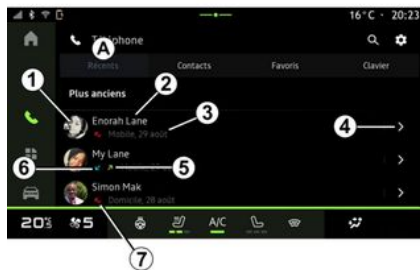 16°C · 20:23
Téléphone
A
Récents Contacts Favoris Clavier
Plus anciens
1 2 3 4
Enorah Lane
Mobile, 29 août
My Lane
6 5
Simon Mak
Domicile, 28 août
7
20.5 5 A/C